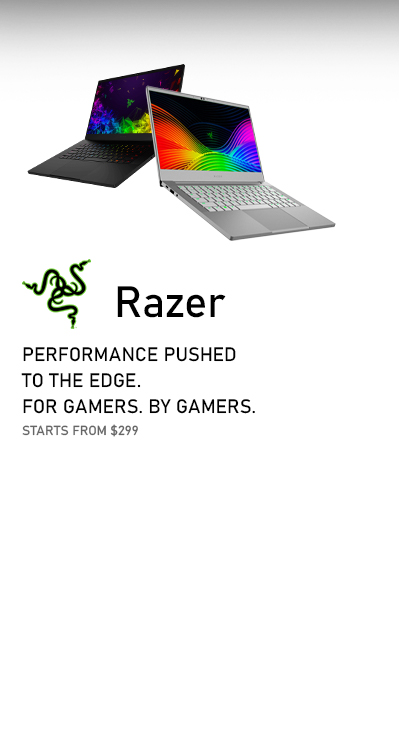 Razer
PERFORMANCE PUSHED
TO THE EDGE.
FOR GAMERS. BY GAMERS.
STARTS FROM $299